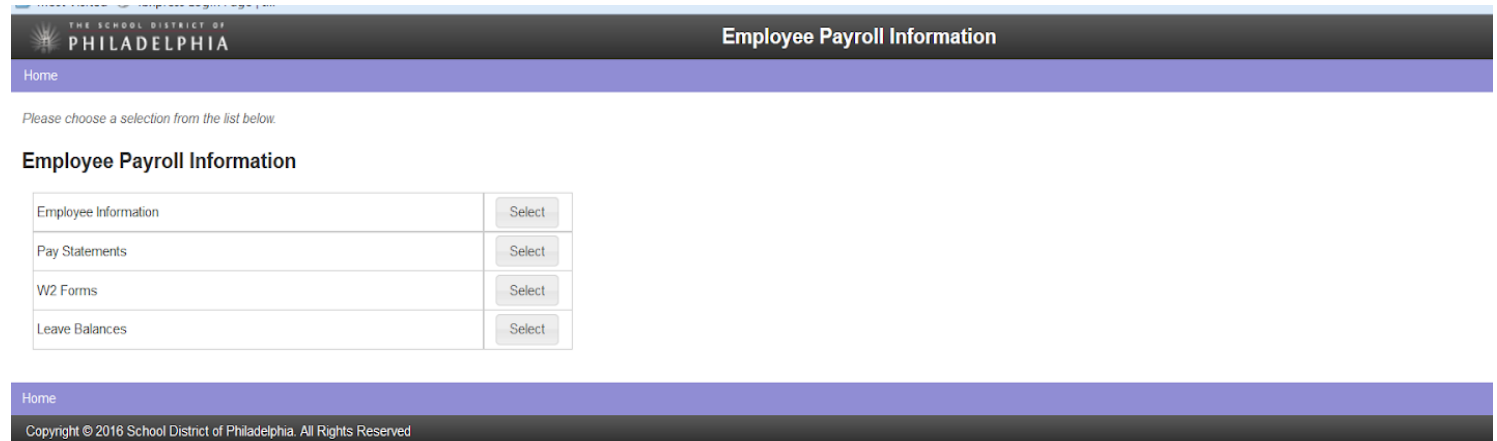 THE SCHOOL DISTRICT OF
PHILADELPHIA
Employee Payroll Information
Home
Please choose a selection from the list below.
Employee Payroll Information
Employee Information Select
Pay Statements Select
W2 Forms Select
Leave Balances Select
Home
Copyright © 2016 School District of Philadelphia. All Rights Reserved